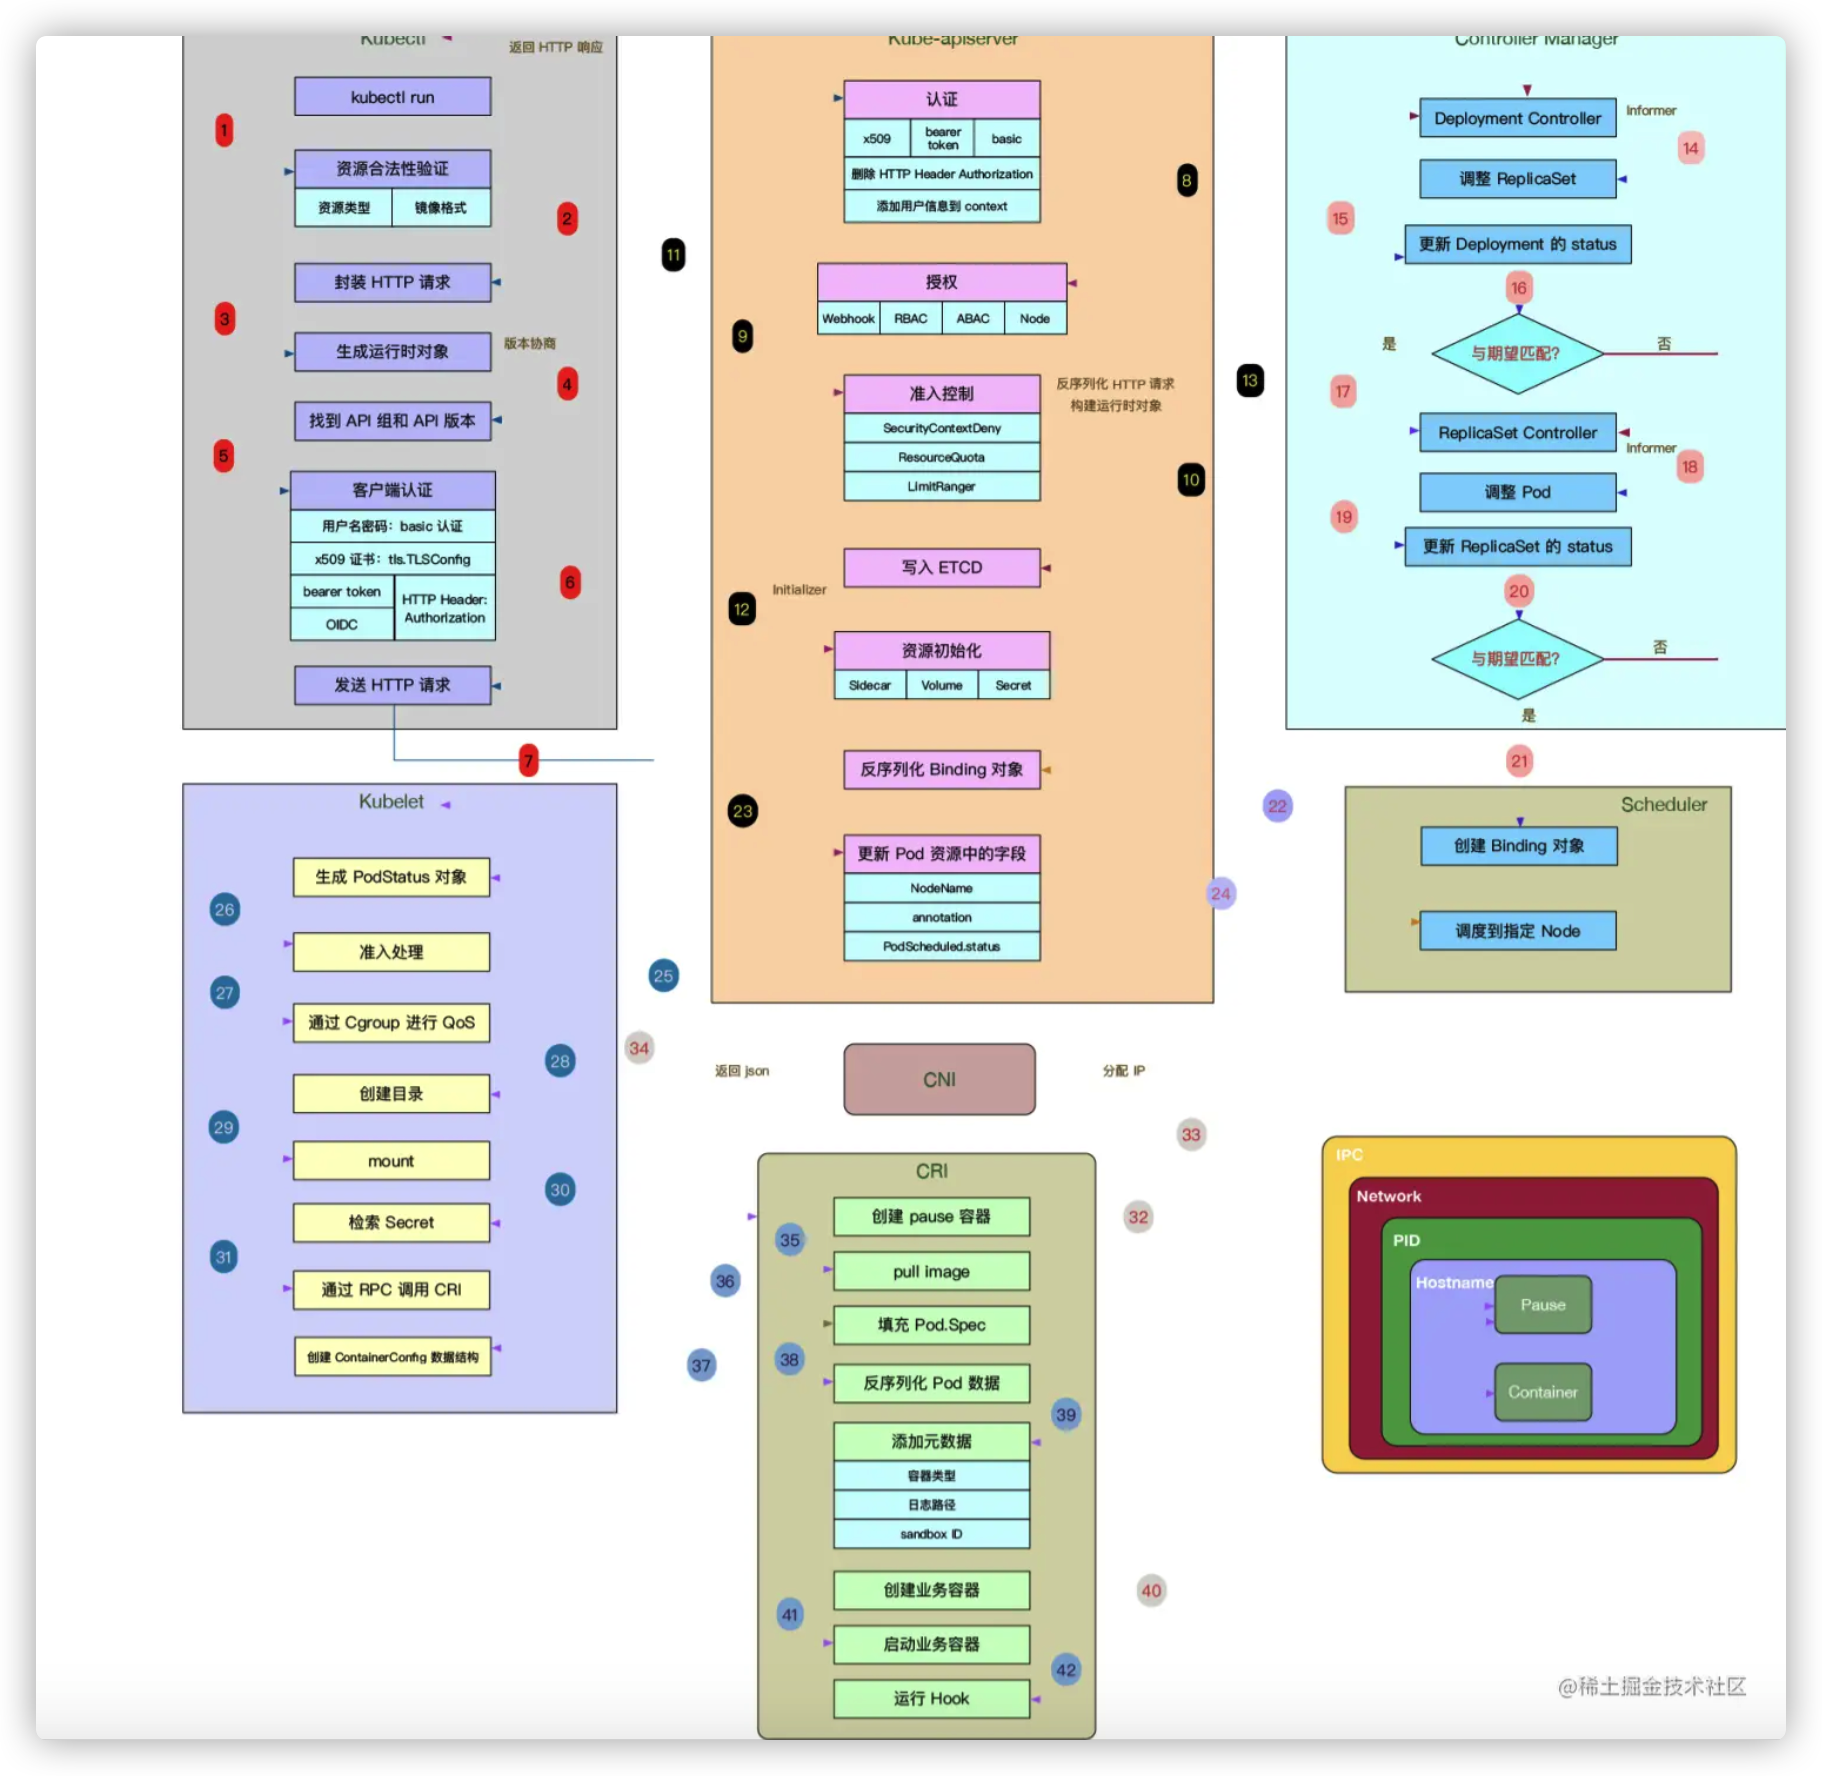 Kubectl
返回 HTTP 响应
kubectl run
1
资源合法性验证
资源类型
镜像格式
2
封装 HTTP 请求
3
生成运行时对象
版本协商
4
找到 API 组和 API 版本
5
客户端认证
用户名密码：basic 认证
x509 证书：tls.TLSConfig
bearer token
HTTP Header:
Authorization
OIDC
6
发送 HTTP 请求
7
Kube-apiserver
认证
x509
bearer
token
basic
删除 HTTP Header Authorization
添加用户信息到 context
8
11
授权
Webhook
RBAC
ABAC
Node
9
准入控制
反序列化 HTTP 请求
构建运行时对象
SecurityContextDeny
ResourceQuota
LimitRanger
10
13
写入 ETCD
Initializer
12
资源初始化
Sidecar
Volume
Secret
反序列化 Binding 对象
23
更新 Pod 资源中的字段
NodeName
annotation
PodScheduled.status
24
Controller Manager
Deployment Controller
Informer
14
调整 ReplicaSet
15
更新 Deployment 的 status
16
是
与期望匹配?
否
17
ReplicaSet Controller
Informer
18
调整 Pod
19
更新 ReplicaSet 的 status
20
与期望匹配?
否
是
21
22
Scheduler
创建 Binding 对象
调度到指定 Node
Kubelet
生成 PodStatus 对象
26
准入处理
25
27
通过 Cgroup 进行 QoS
28
创建目录
29
mount
30
检索 Secret
31
通过 RPC 调用 CRI
创建 ContainerConfig 数据结构
34
返回 json
CNI
分配 IP
33
CRI
创建 pause 容器
32
35
pull image
36
填充 Pod.Spec
37
38
反序列化 Pod 数据
39
添加元数据
容器类型
日志路径
sandbox ID
创建业务容器
40
41
启动业务容器
42
运行 Hook
IPC
Network
PID
Hostname
Pause
Container
@稀土掘金技术社区